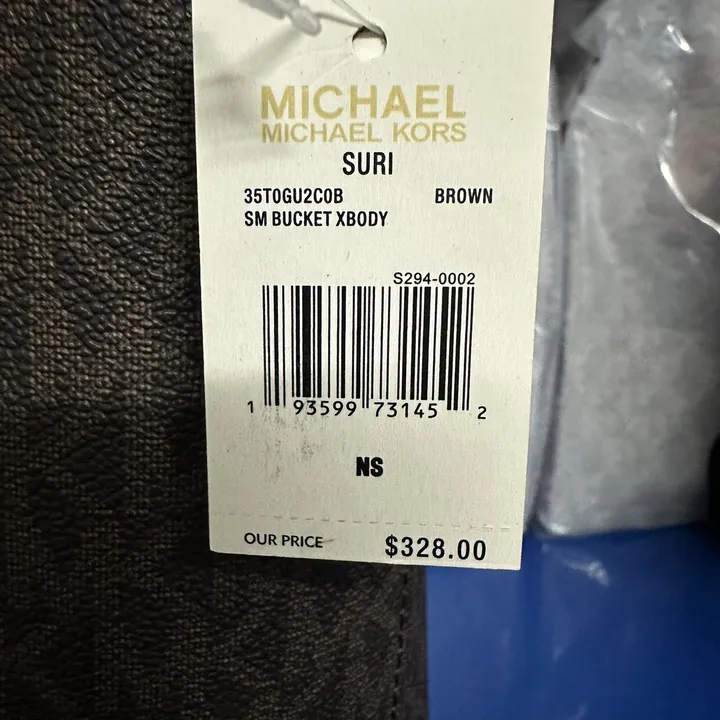 MICHAEL
MICHAEL KORS
SURI
35T0GU2C0B BROWN
SM BUCKET XBODY
S294-0002
1 93599 73145 2
NS
OUR PRICE $328.00